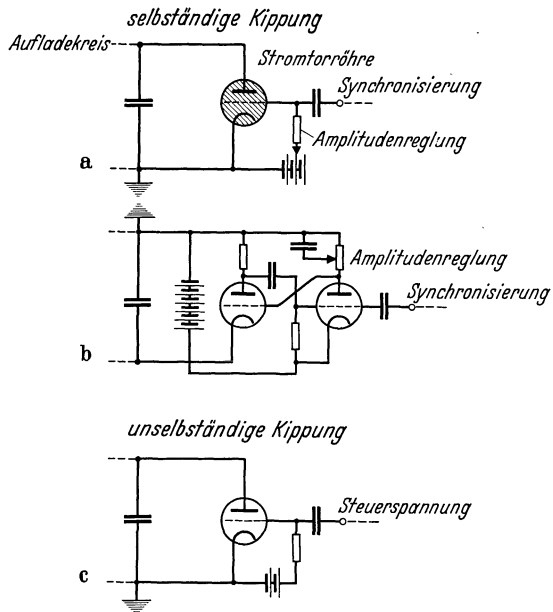 selbständige Kippung
Aufladekreis
Stromtorröhre
Synchronisierung
Amplitudenreglung
a
Amplitudenreglung
Synchronisierung
b
unselbständige Kippung
Steuerspannung
c